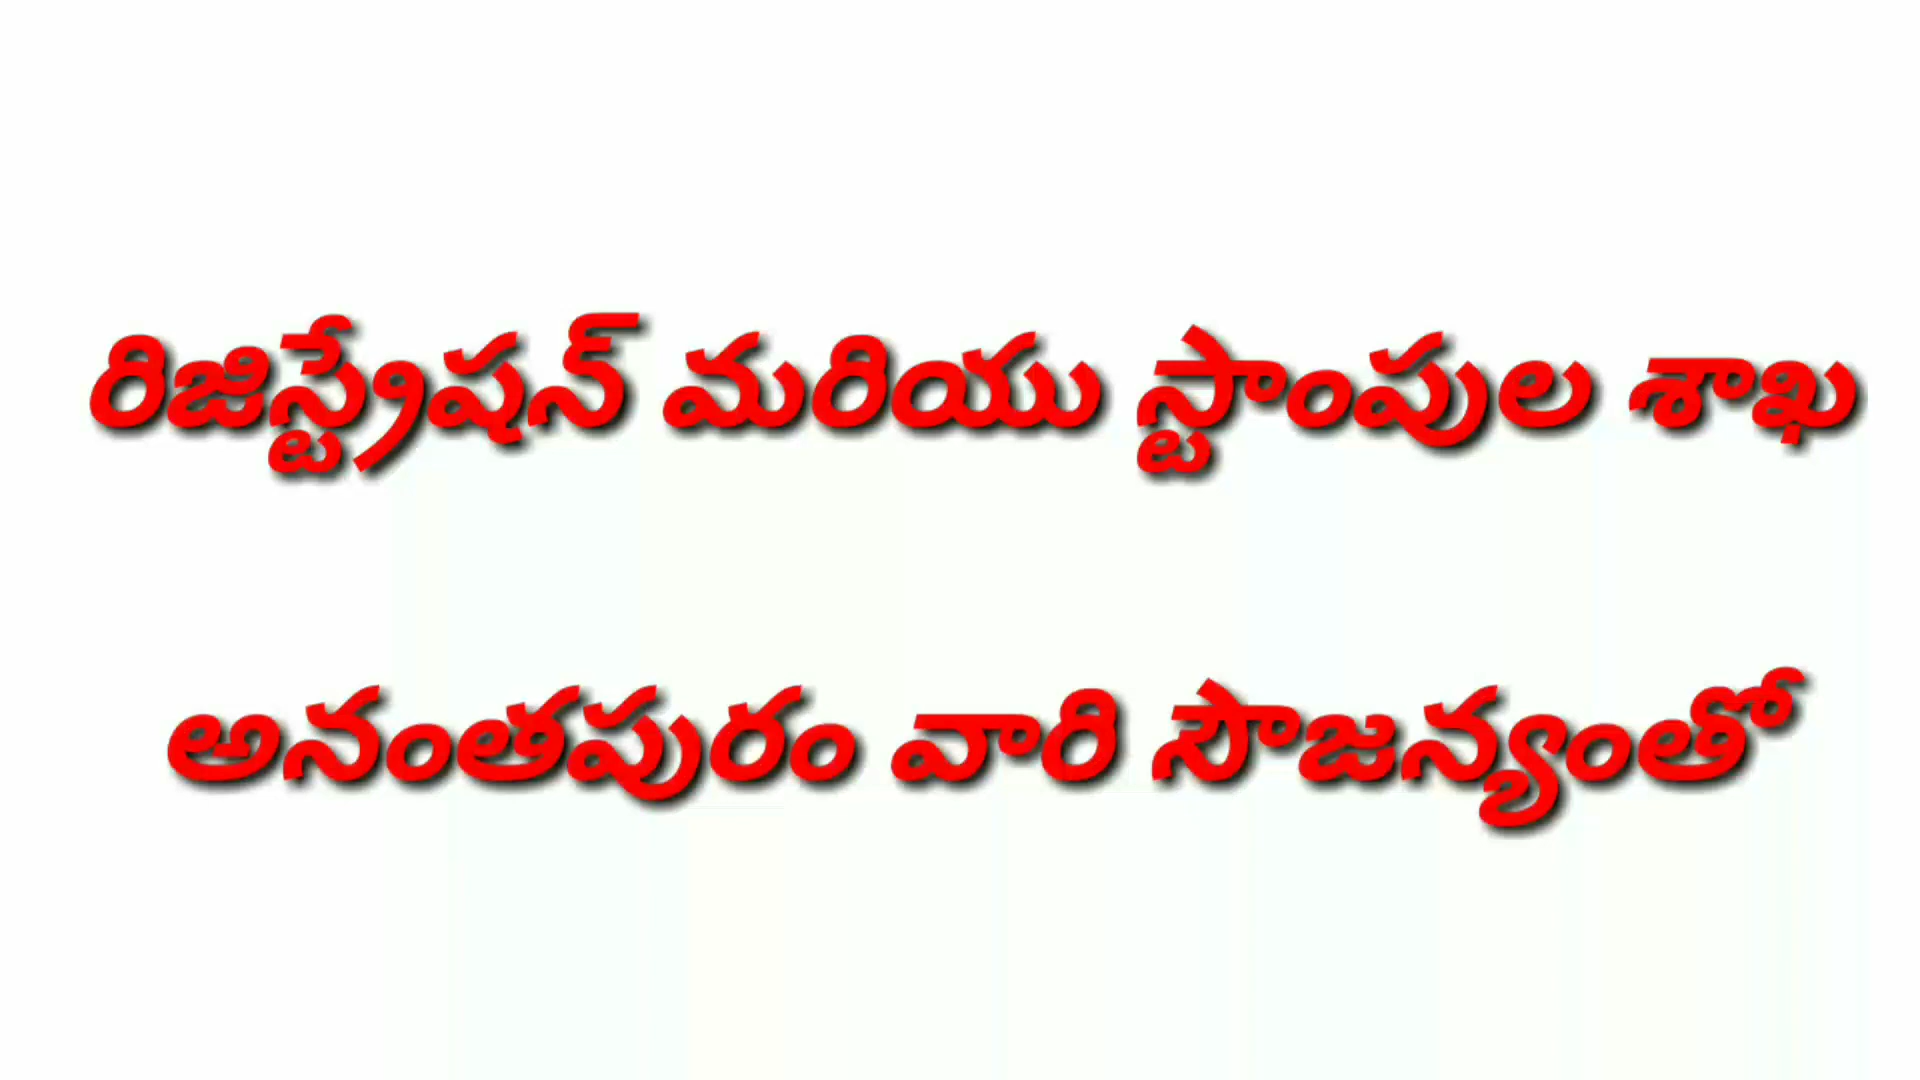 రిజిస్ట్రేషన్ మరియు స్టాంపుల శాఖ
అనంతపురం వారి సౌజన్యంతో